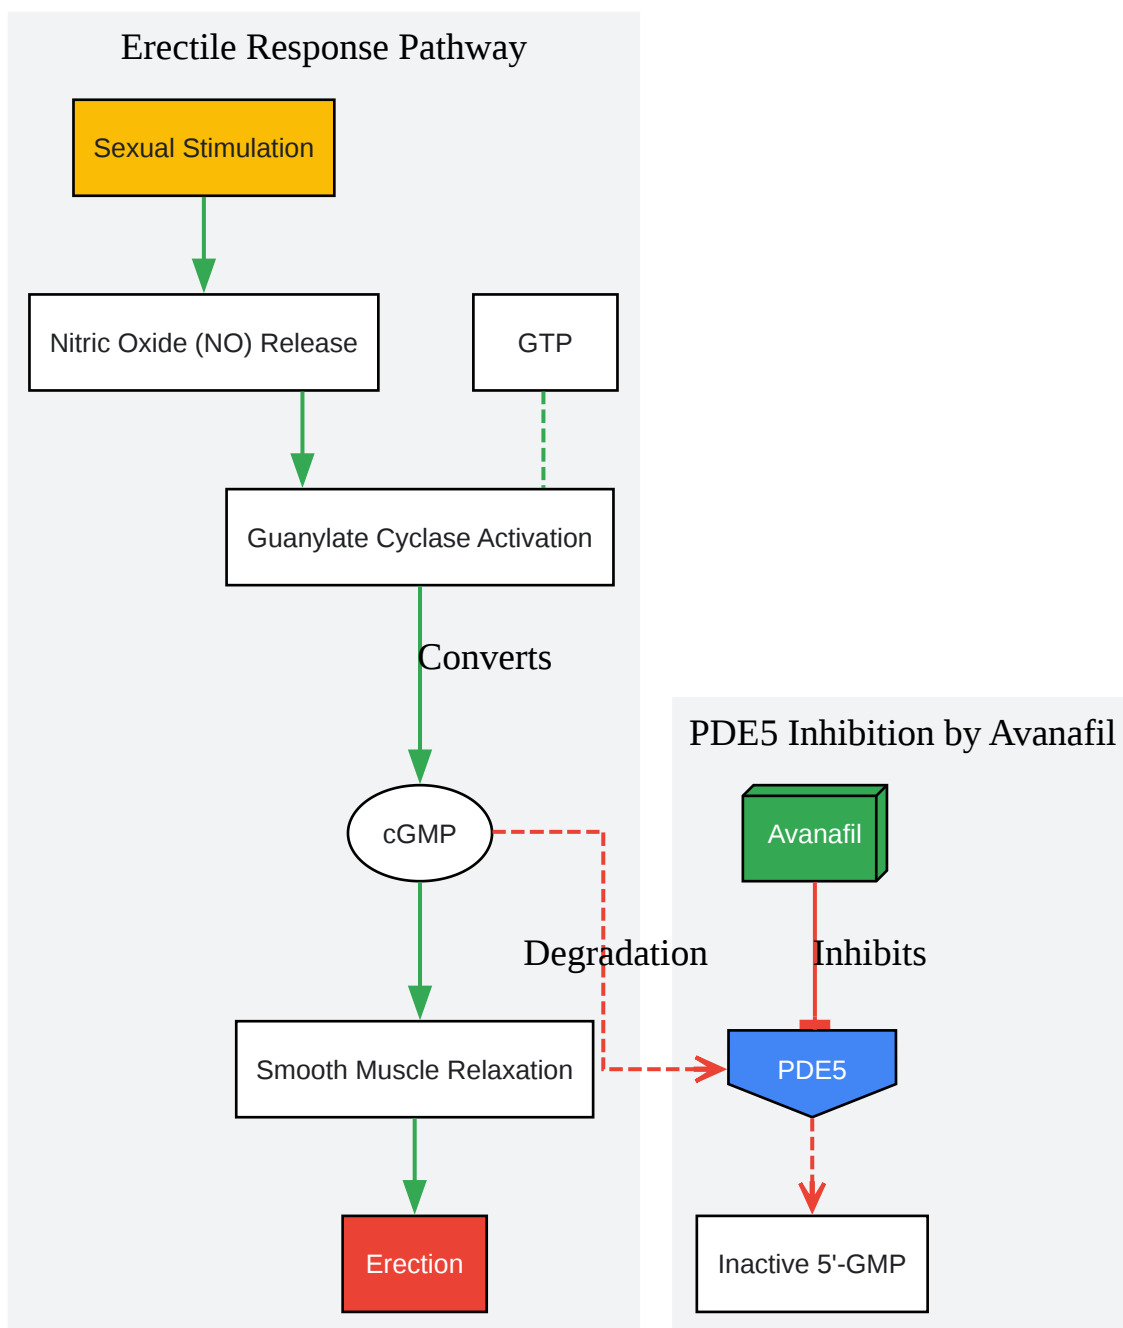 Erectile Response Pathway
Sexual Stimulation
Nitric Oxide (NO) Release
GTP
Guanylate Cyclase Activation
Converts
PDE5 Inhibition by Avanafil
cGMP
Avanafil
Degradation
Inhibits
Smooth Muscle Relaxation
PDE5
Erection
Inactive 5'-GMP